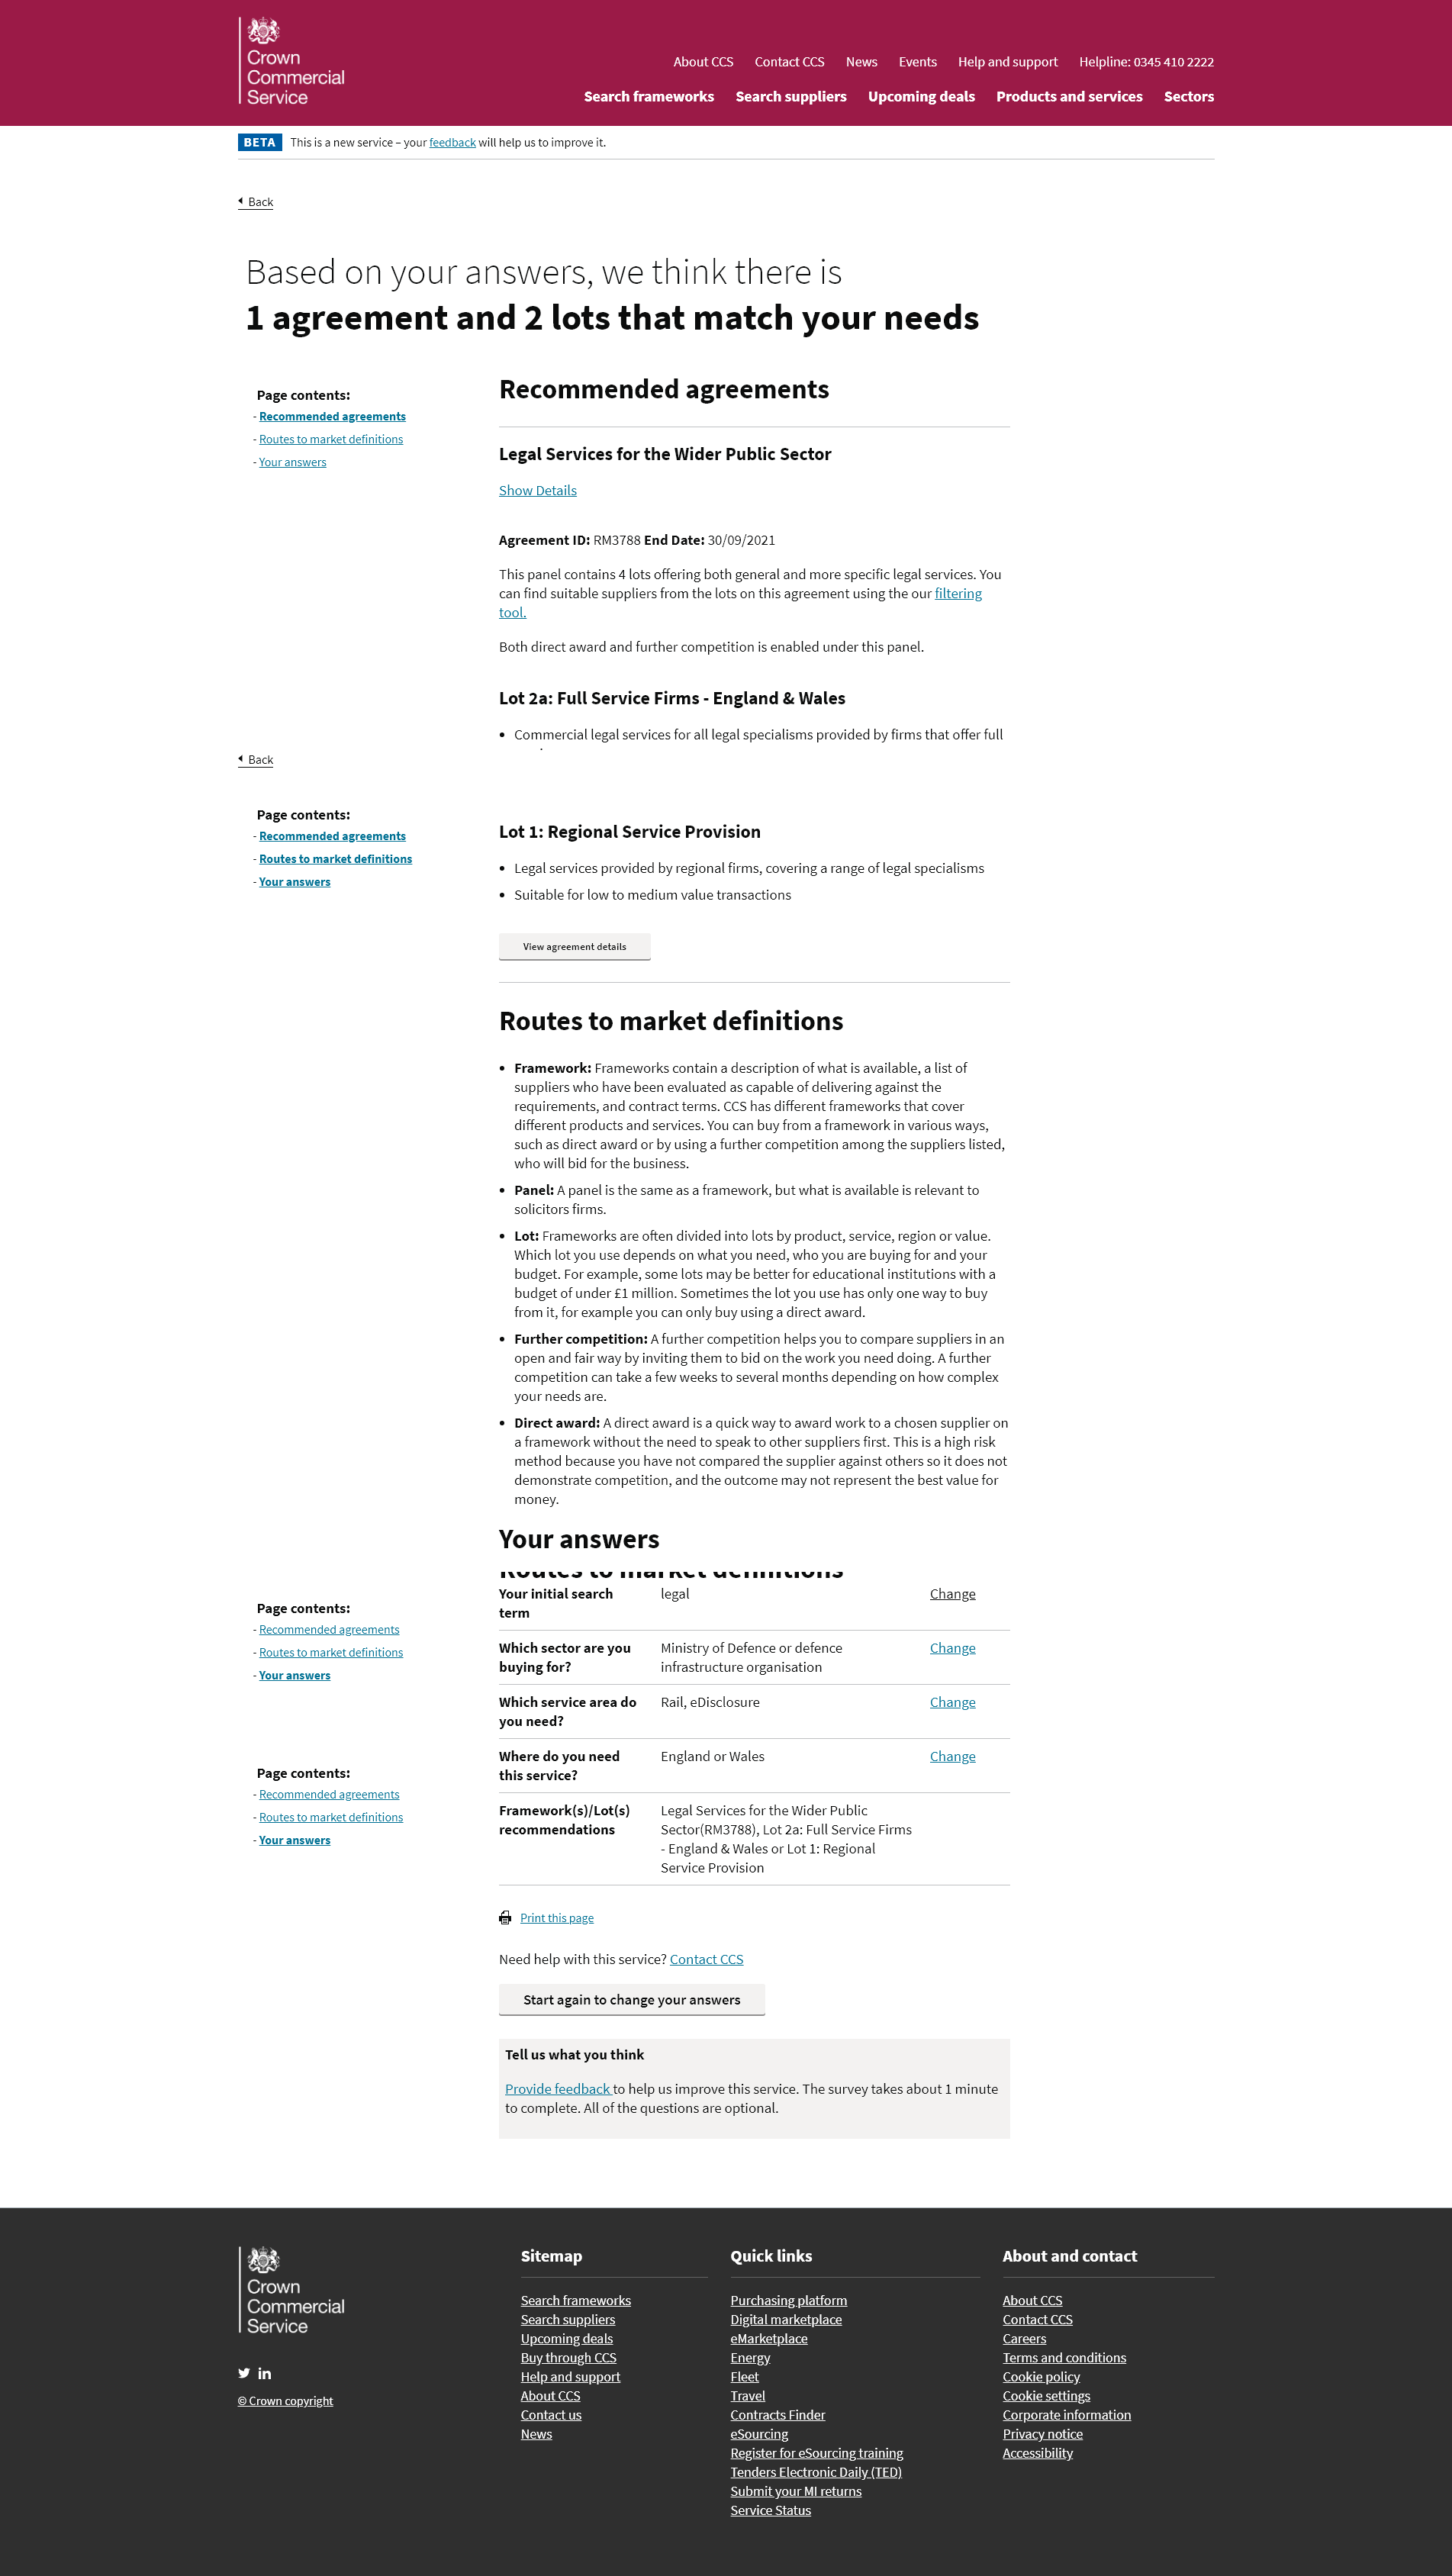 Crown
Commercial
Service
About CCS Contact CCS News Events Help and support Helpline: 0345 410 2222
Search frameworks Search suppliers Upcoming deals Products and services Sectors
BETA This is a new service – your feedback will help us to improve it.
Back
Based on your answers, we think there is
1 agreement and 2 lots that match your needs
Page contents:
- Recommended agreements
- Routes to market definitions
- Your answers
Recommended agreements
Legal Services for the Wider Public Sector
Show Details
Agreement ID: RM3788 End Date: 30/09/2021
This panel contains 4 lots offering both general and more specific legal services. You
can find suitable suppliers from the lots on this agreement using the our filtering
tool.
Both direct award and further competition is enabled under this panel.
Lot 2a: Full Service Firms - England & Wales
• Commercial legal services for all legal specialisms provided by firms that offer full
Back
Page contents:
- Recommended agreements
- Routes to market definitions
- Your answers
Lot 1: Regional Service Provision
• Legal services provided by regional firms, covering a range of legal specialisms
• Suitable for low to medium value transactions
View agreement details
Routes to market definitions
• Framework: Frameworks contain a description of what is available, a list of
suppliers who have been evaluated as capable of delivering against the
requirements, and contract terms. CCS has different frameworks that cover
different products and services. You can buy from a framework in various ways,
such as direct award or by using a further competition among the suppliers listed,
who will bid for the business.
• Panel: A panel is the same as a framework, but what is available is relevant to
solicitors firms.
• Lot: Frameworks are often divided into lots by product, service, region or value.
Which lot you use depends on what you need, who you are buying for and your
budget. For example, some lots may be better for educational institutions with a
budget of under £1 million. Sometimes the lot you use has only one way to buy
from it, for example you can only buy using a direct award.
• Further competition: A further competition helps you to compare suppliers in an
open and fair way by inviting them to bid on the work you need doing. A further
competition can take a few weeks to several months depending on how complex
your needs are.
• Direct award: A direct award is a quick way to award work to a chosen supplier on
a framework without the need to speak to other suppliers first. This is a high risk
method because you have not compared the supplier against others so it does not
demonstrate competition, and the outcome may not represent the best value for
money.
Your answers
Routes to market definitions
Page contents:
- Recommended agreements
- Routes to market definitions
- Your answers
Your initial search legal Change
term
Which sector are you Ministry of Defence or defence Change
buying for? infrastructure organisation
Which service area do Rail, eDisclosure Change
you need?
Where do you need England or Wales Change
this service?
Page contents:
- Recommended agreements
- Routes to market definitions
- Your answers
Framework(s)/Lot(s) Legal Services for the Wider Public
recommendations Sector(RM3788), Lot 2a: Full Service Firms
- England & Wales or Lot 1: Regional
Service Provision
Print this page
Need help with this service? Contact CCS
Start again to change your answers
Tell us what you think
Provide feedback to help us improve this service. The survey takes about 1 minute
to complete. All of the questions are optional.
Crown
Commercial
Service
© Crown copyright
Sitemap
Search frameworks
Search suppliers
Upcoming deals
Buy through CCS
Help and support
About CCS
Contact us
News
Quick links
Purchasing platform
Digital marketplace
eMarketplace
Energy
Fleet
Travel
Contracts Finder
eSourcing
Register for eSourcing training
Tenders Electronic Daily (TED)
Submit your MI returns
Service Status
About and contact
About CCS
Contact CCS
Careers
Terms and conditions
Cookie policy
Cookie settings
Corporate information
Privacy notice
Accessibility